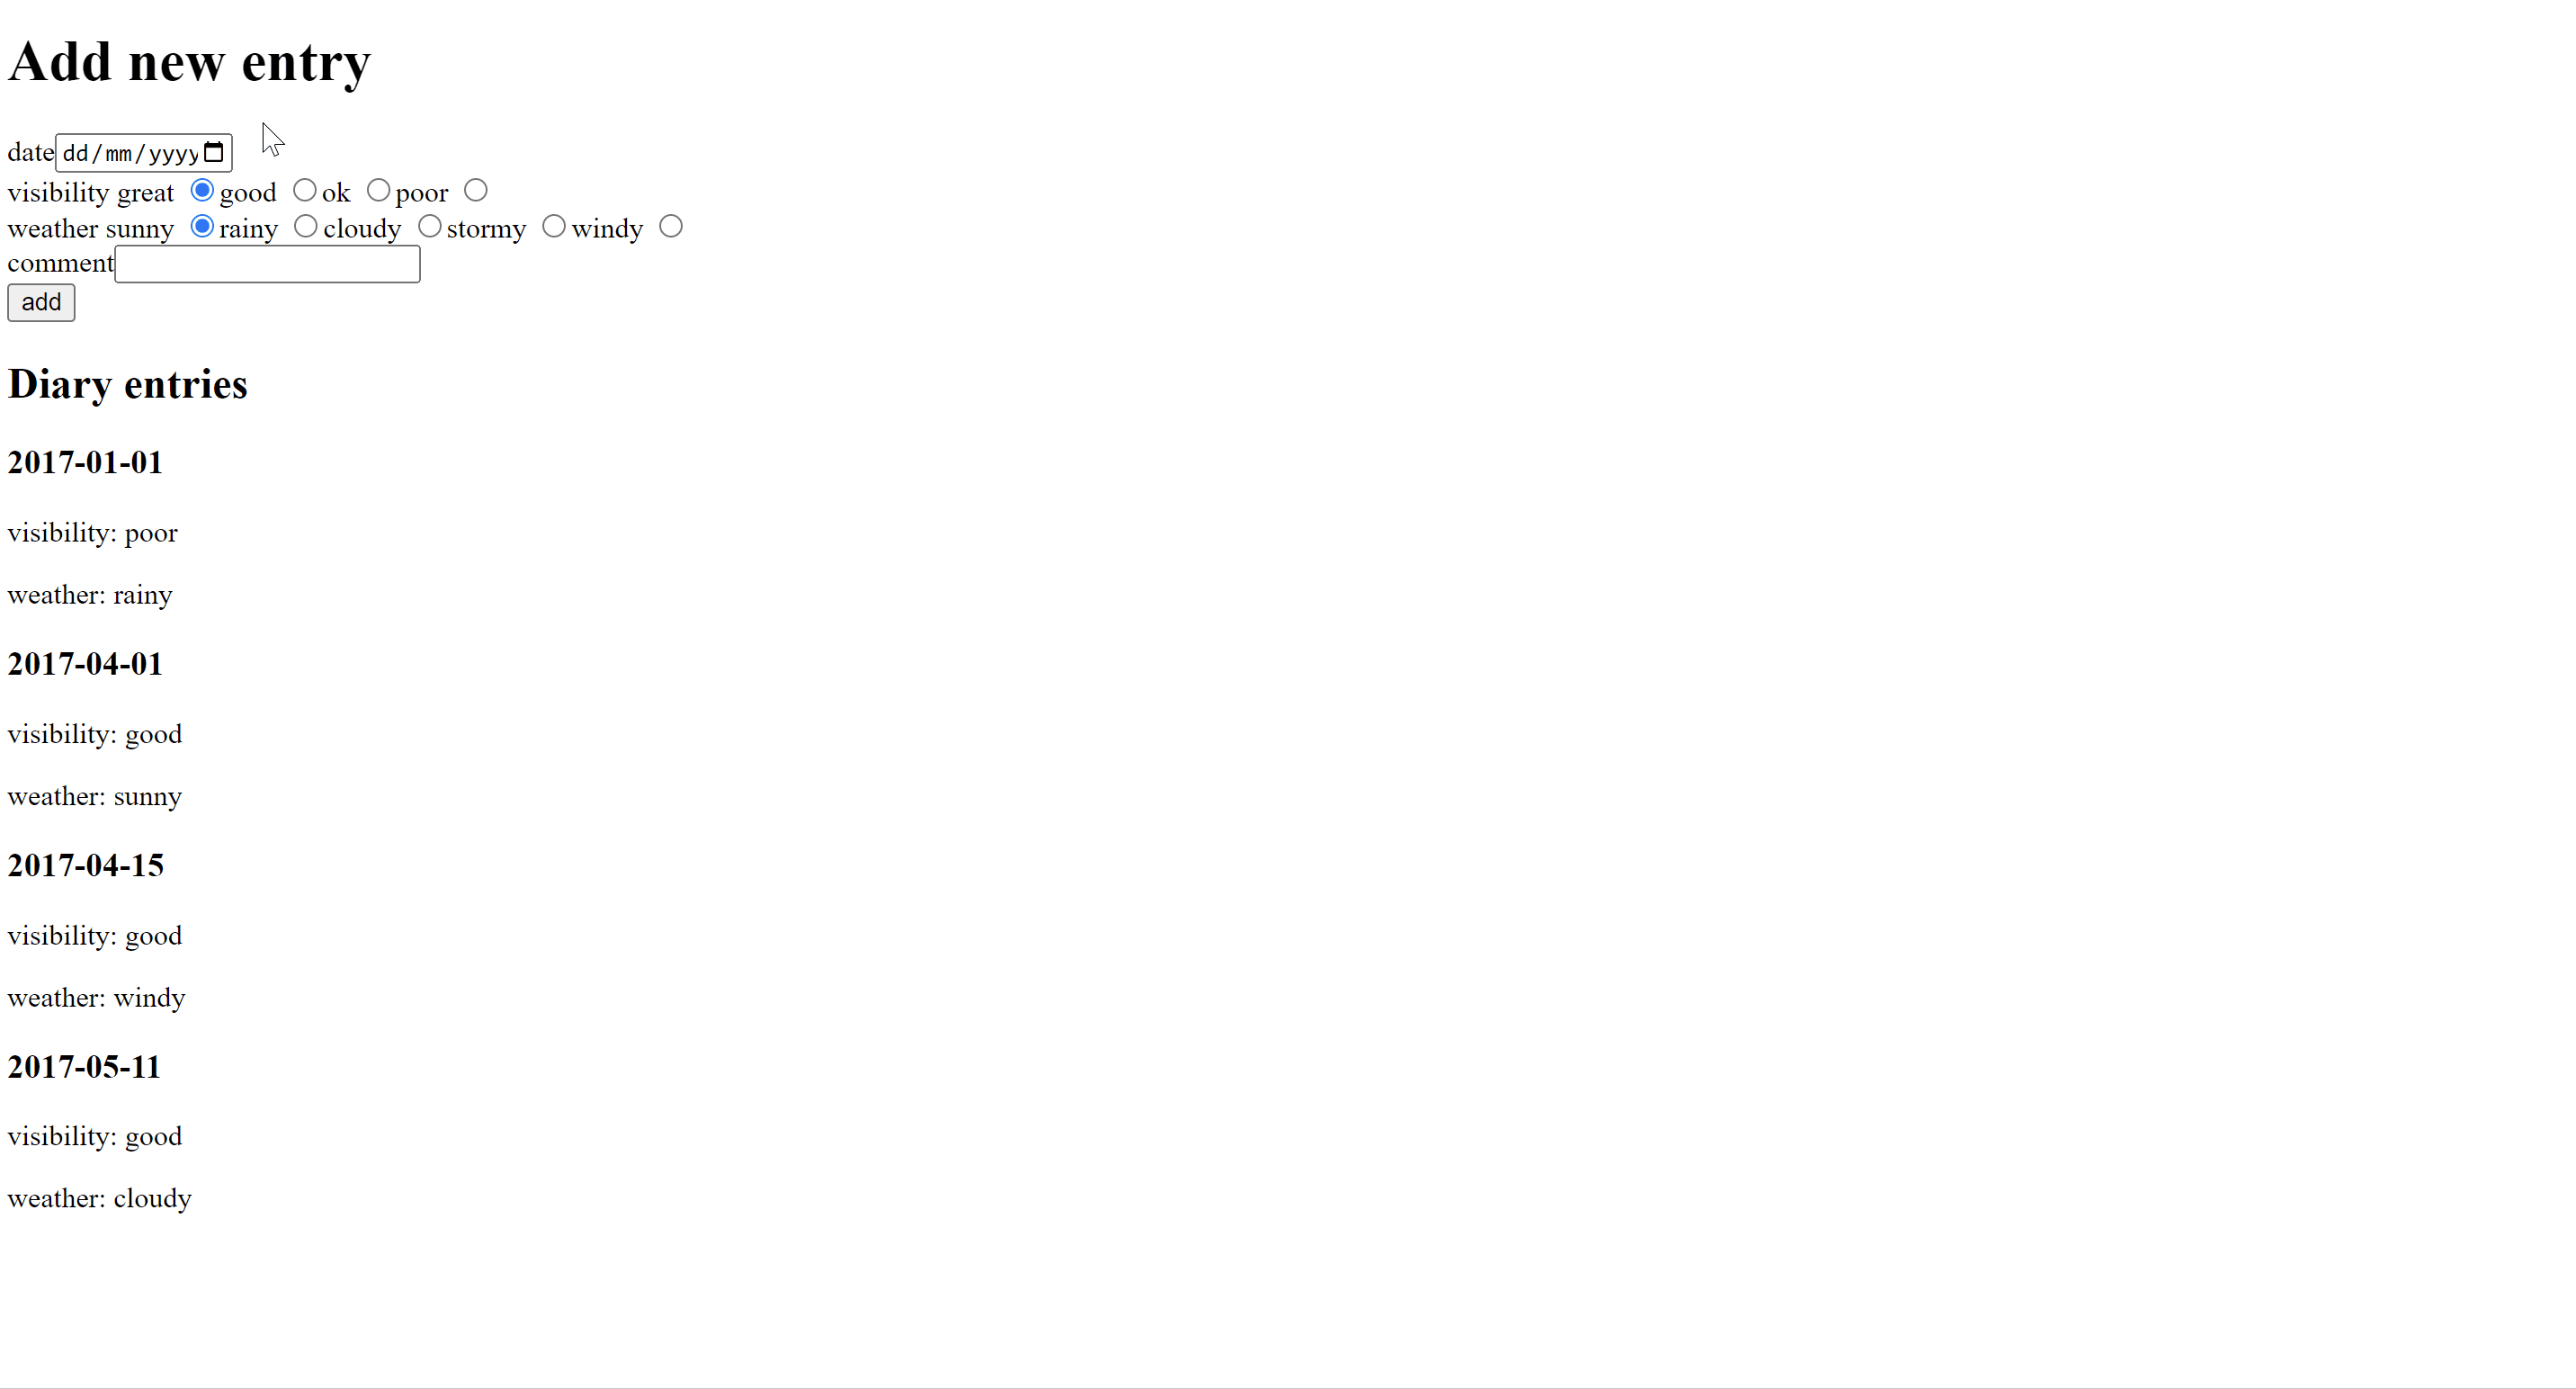 Add new entry
date dd/mm/yyyy
visibility great good ok poor
weather sunny rainy cloudy stormy windy
comment
add
Diary entries
2017-01-01
visibility: poor
weather: rainy
2017-04-01
visibility: good
weather: sunny
2017-04-15
visibility: good
weather: windy
2017-05-11
visibility: good
weather: cloudy